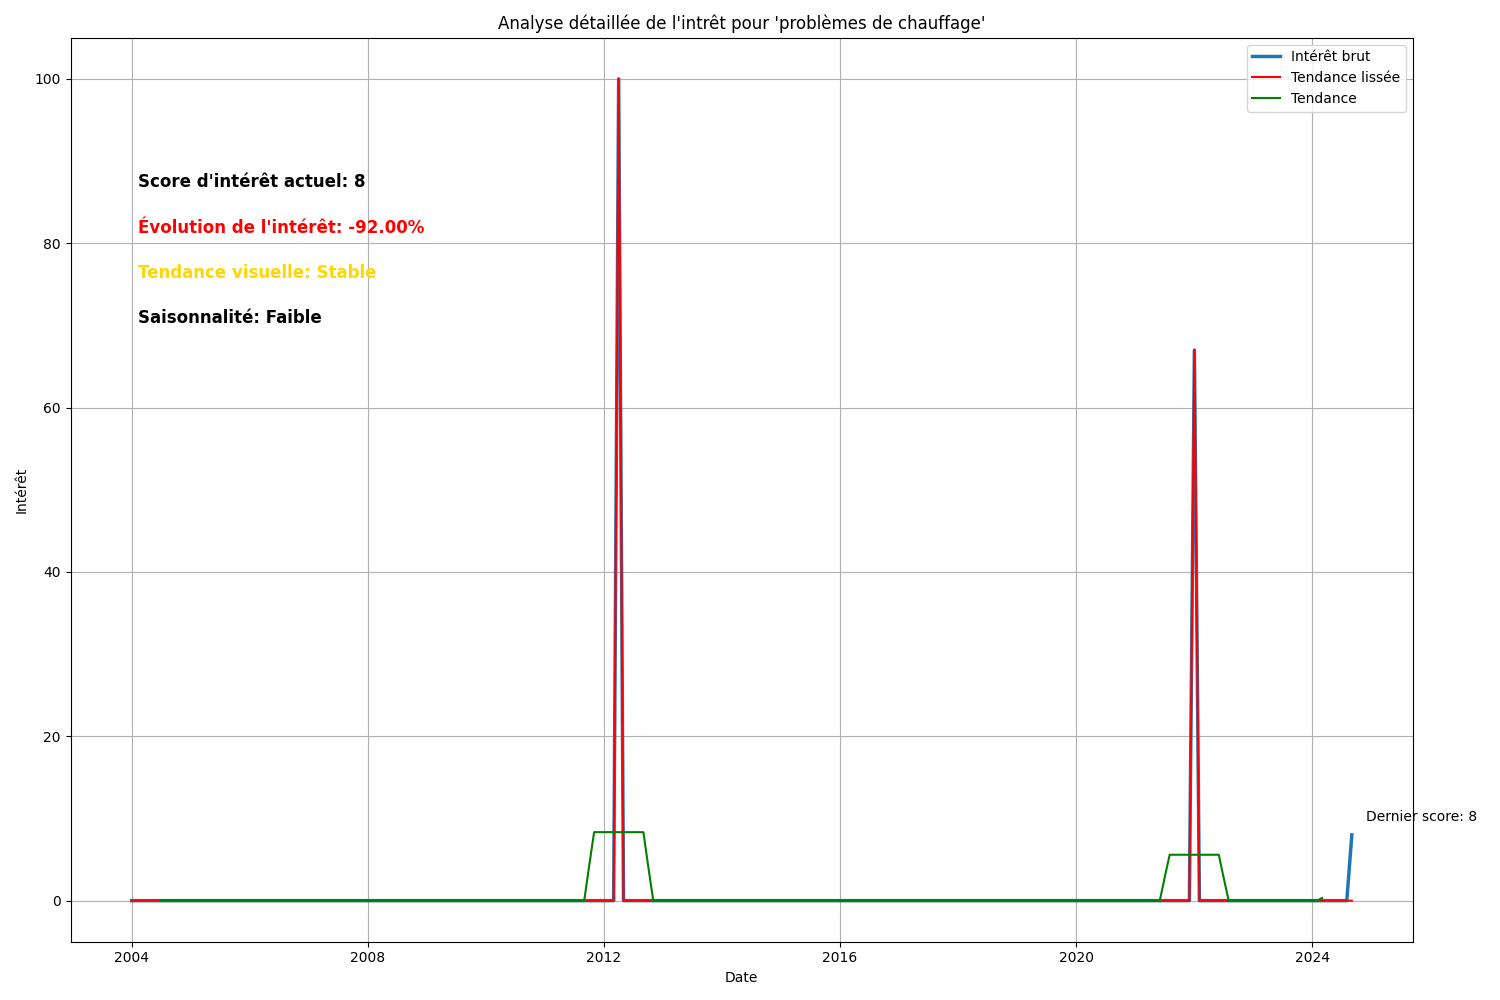 Analyse détaillée de l'intrêt pour 'problèmes de chauffage'
Intérêt brut
Tendance lissée
Tendance
100
80
60
40
20
0
Intérêt
Score d'intérêt actuel: 8
Évolution de l'intérêt: -92.00%
Tendance visuelle: Stable
Saisonnalité: Faible
Dernier score: 8
2004 2008 2012 2016 2020 2024
Date